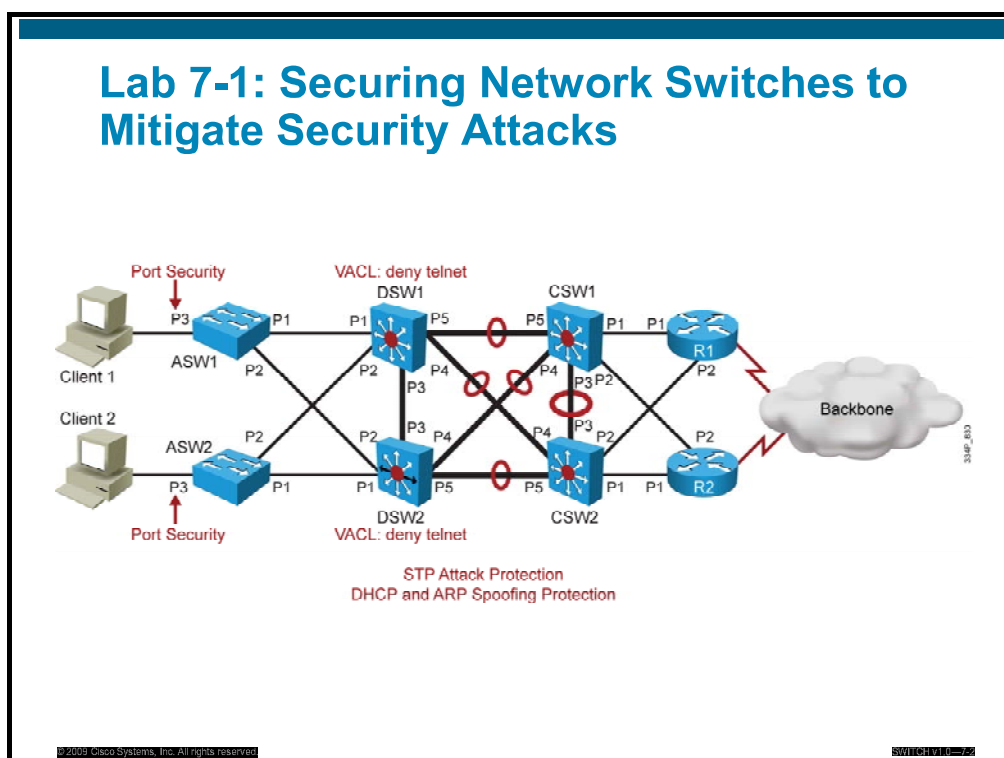 Lab 7-1: Securing Network Switches to
Mitigate Security Attacks
Port Security
VACL: deny telnet
DSW1
CSW1
P3
P1
P1
P5
P5
P1
P1
R1
ASW1
Client 1
P2
P2
P4
P4
P2
P3
P3
P2
Backbone
Client 2
ASW2
P2
P2
P3
P4
P4
P3
P2
P2
P3
P1
P1
P5
P5
P1
P1
R2
DSW2
CSW2
Port Security
VACL: deny telnet
STP Attack Protection
DHCP and ARP Spoofing Protection
334P_833
© 2009 Cisco Systems, Inc. All rights reserved.
SWITCH v1.0—7-2